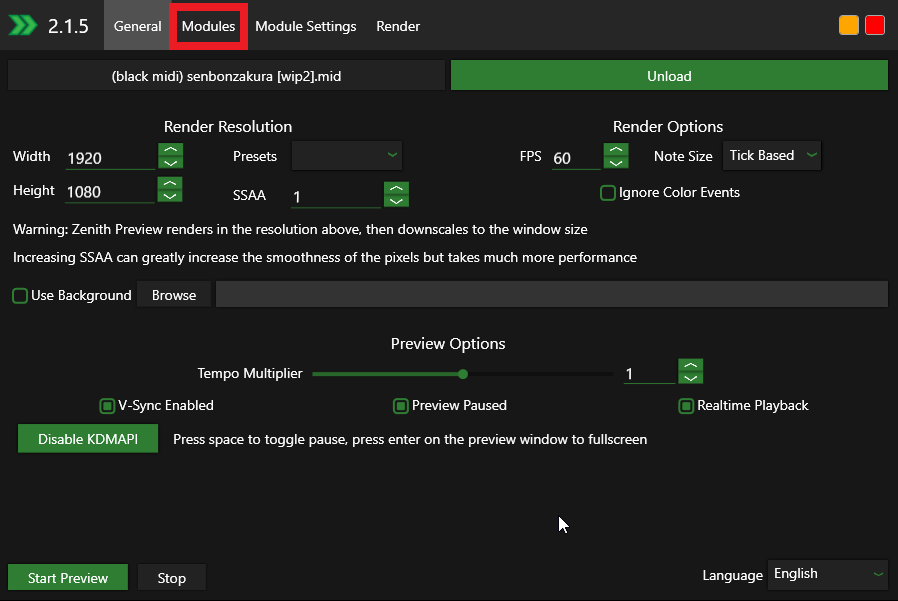 2.1.5 General Modules Module Settings Render
(black midi) senbonzakura [wip2].mid Unload
Render Resolution Render Options
Width 1920 Presets FPS 60 Note Size Tick Based
Height 1080 SSAA 1 Ignore Color Events
Warning: Zenith Preview renders in the resolution above, then downscales to the window size
Increasing SSAA can greatly increase the smoothness of the pixels but takes much more performance
Use Background Browse
Preview Options
Tempo Multiplier 1
V-Sync Enabled Preview Paused Realtime Playback
Disable KDMAPI Press space to toggle pause, press enter on the preview window to fullscreen
Start Preview Stop Language English